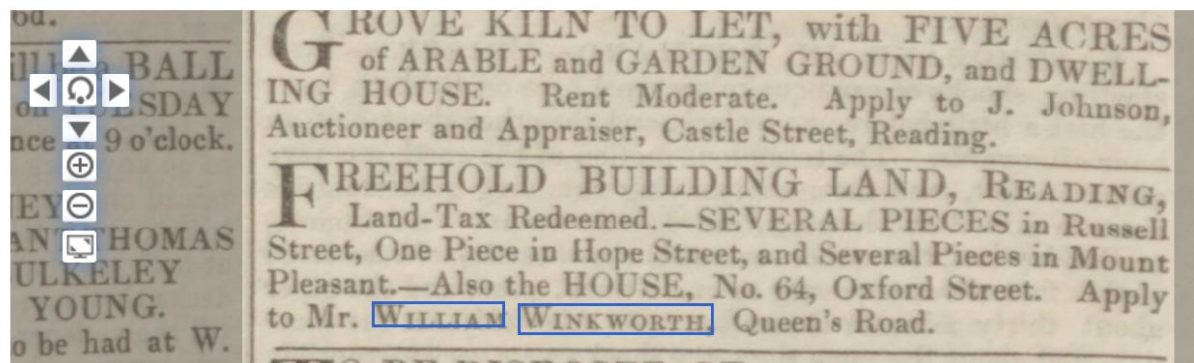 od.
BALL
TUESDAY
9 o'clock.
THOMAS
ULKELEY
YOUNG.
o be had at W.
GROVE KILN TO LET, with FIVE ACRES
of ARABLE and GARDEN GROUND, and DWELL-
ING HOUSE. Rent Moderate. Apply to J. Johnson,
Auctioneer and Appraiser, Castle Street, Reading.
FREEHOLD BUILDING LAND, READING,
Land-Tax Redeemed.—SEVERAL PIECES in Russell
Street, One Piece in Hope Street, and Several Pieces in Mount
Pleasant.—Also the HOUSE, No. 64, Oxford Street. Apply
to Mr. WILLIAM WINKWORTH, Queen's Road.